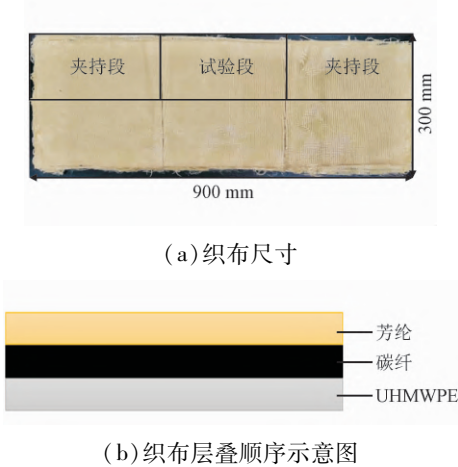 夹持段 试验段 夹持段
300 mm
900 mm
(a)织布尺寸
芳纶
碳纤
UHMWPE
(b)织布层叠顺序示意图